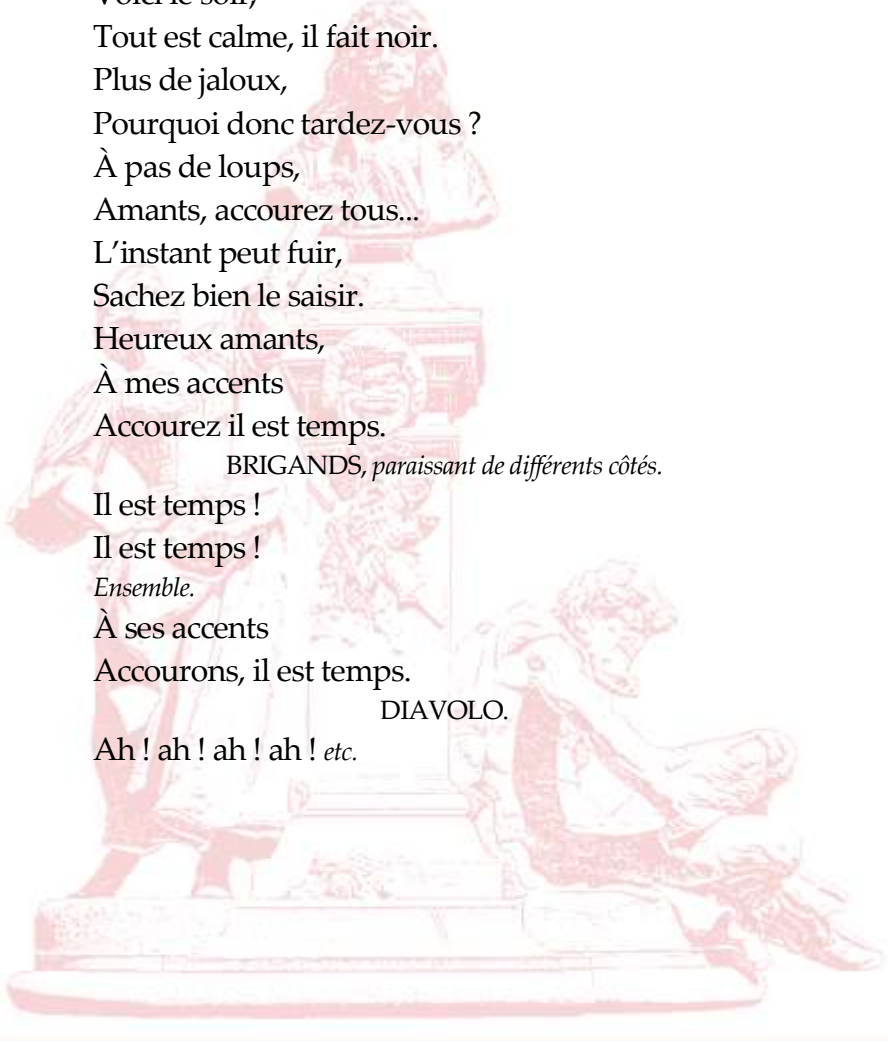 Voici le soir,
Tout est calme, il fait noir.
Plus de jaloux,
Pourquoi donc tardez-vous ?
À pas de loups,
Amants, accourez tous...
L’instant peut fuir,
Sachez bien le saisir.
Heureux amants,
À mes accents
Accourez il est temps.
BRIGANDS, paraissant de différents côtés.
Il est temps !
Il est temps !
Ensemble.
À ses accents
Accourons, il est temps.
DIAVOLO.
Ah ! ah ! ah ! ah ! etc.